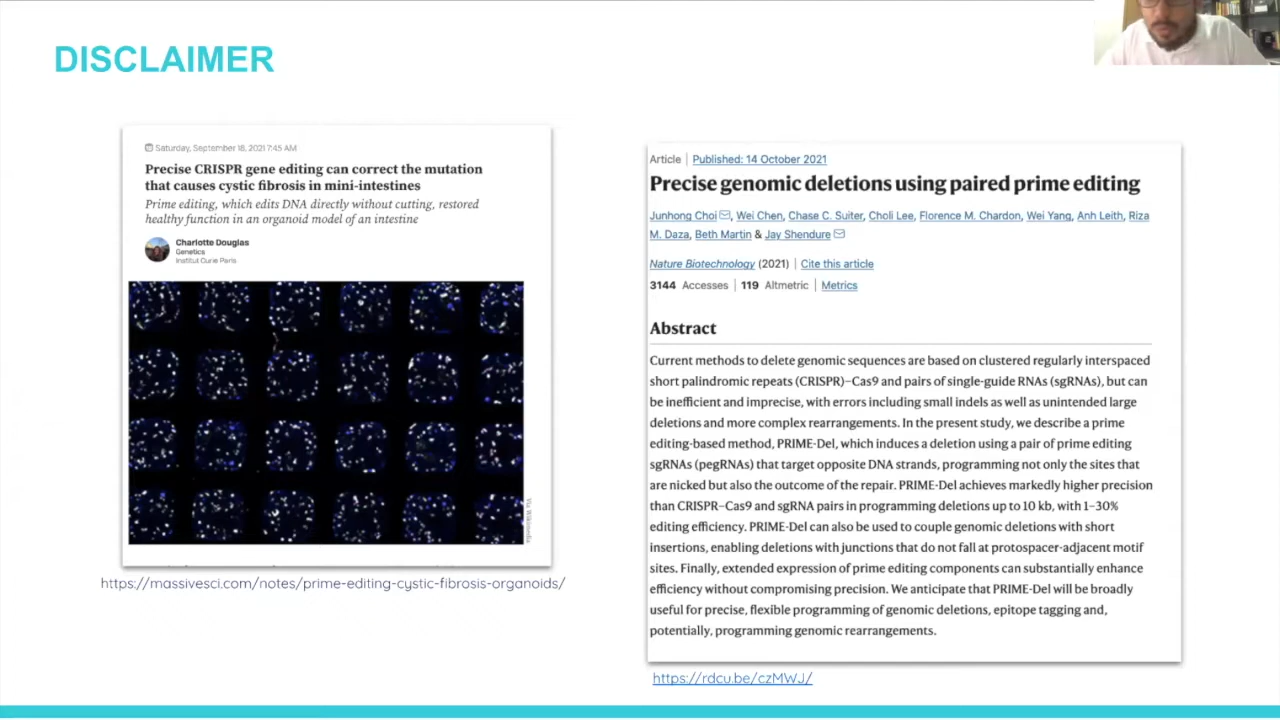 DISCLAIMER
Saturday, September 18, 2021 7:45 AM
Precise CRISPR gene editing can correct the mutation
that causes cystic fibrosis in mini-intestines
Prime editing, which edits DNA directly without cutting, restored
healthy function in an organoid model of an intestine
Charlotte Douglas
Genetics
Institut Curie Paris
Via Wikimedia
https://massivesci.com/notes/prime-editing-cystic-fibrosis-organoids/
Article | Published: 14 October 2021
Precise genomic deletions using paired prime editing
Junhong Choi, Wei Chen, Chase C. Suiter, Choli Lee, Florence M. Chardon, Wei Yang, Anh Leith, Riza
M. Daza, Beth Martin & Jay Shendure
Nature Biotechnology (2021) | Cite this article
3144 Accesses | 119 Altmetric | Metrics
Abstract
Current methods to delete genomic sequences are based on clustered regularly interspaced
short palindromic repeats (CRISPR)–Cas9 and pairs of single-guide RNAs (sgRNAs), but can
be inefficient and imprecise, with errors including small indels as well as unintended large
deletions and more complex rearrangements. In the present study, we describe a prime
editing-based method, PRIME-Del, which induces a deletion using a pair of prime editing
sgRNAs (pegRNAs) that target opposite DNA strands, programming not only the sites that
are nicked but also the outcome of the repair. PRIME-Del achieves markedly higher precision
than CRISPR–Cas9 and sgRNA pairs in programming deletions up to 10 kb, with 1–30%
editing efficiency. PRIME-Del can also be used to couple genomic deletions with short
insertions, enabling deletions with junctions that do not fall at protospacer-adjacent motif
sites. Finally, extended expression of prime editing components can substantially enhance
efficiency without compromising precision. We anticipate that PRIME-Del will be broadly
useful for precise, flexible programming of genomic deletions, epitope tagging and,
potentially, programming genomic rearrangements.
https://rdcu.be/czMWJ/